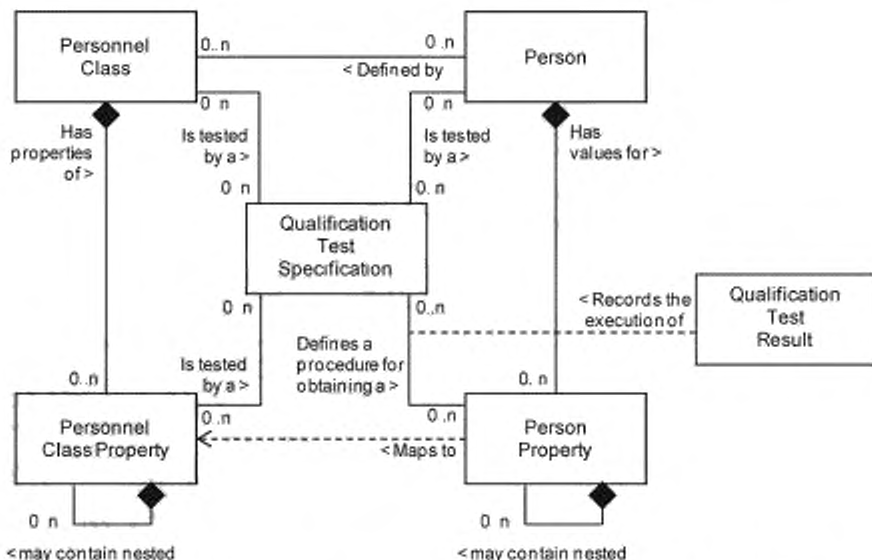 Personnel
Class
0..n
0 .n
Person
< Defined by
0 n
0 n
Has
properties
of >
Is tested
by a >
Is tested
by a >
Has
values for >
0 n
0.. n
Qualification
Test
Specification
0 n
0..n
< Records the
execution of
Qualification
Test
Result
Is tested
by a >
Defines a
procedure for
obtaining a >
0..n
0. n
0..n
0..n
Personnel
Class Property
< Maps to
Person
Property
0 n
0 n
< may contain nested
< may contain nested